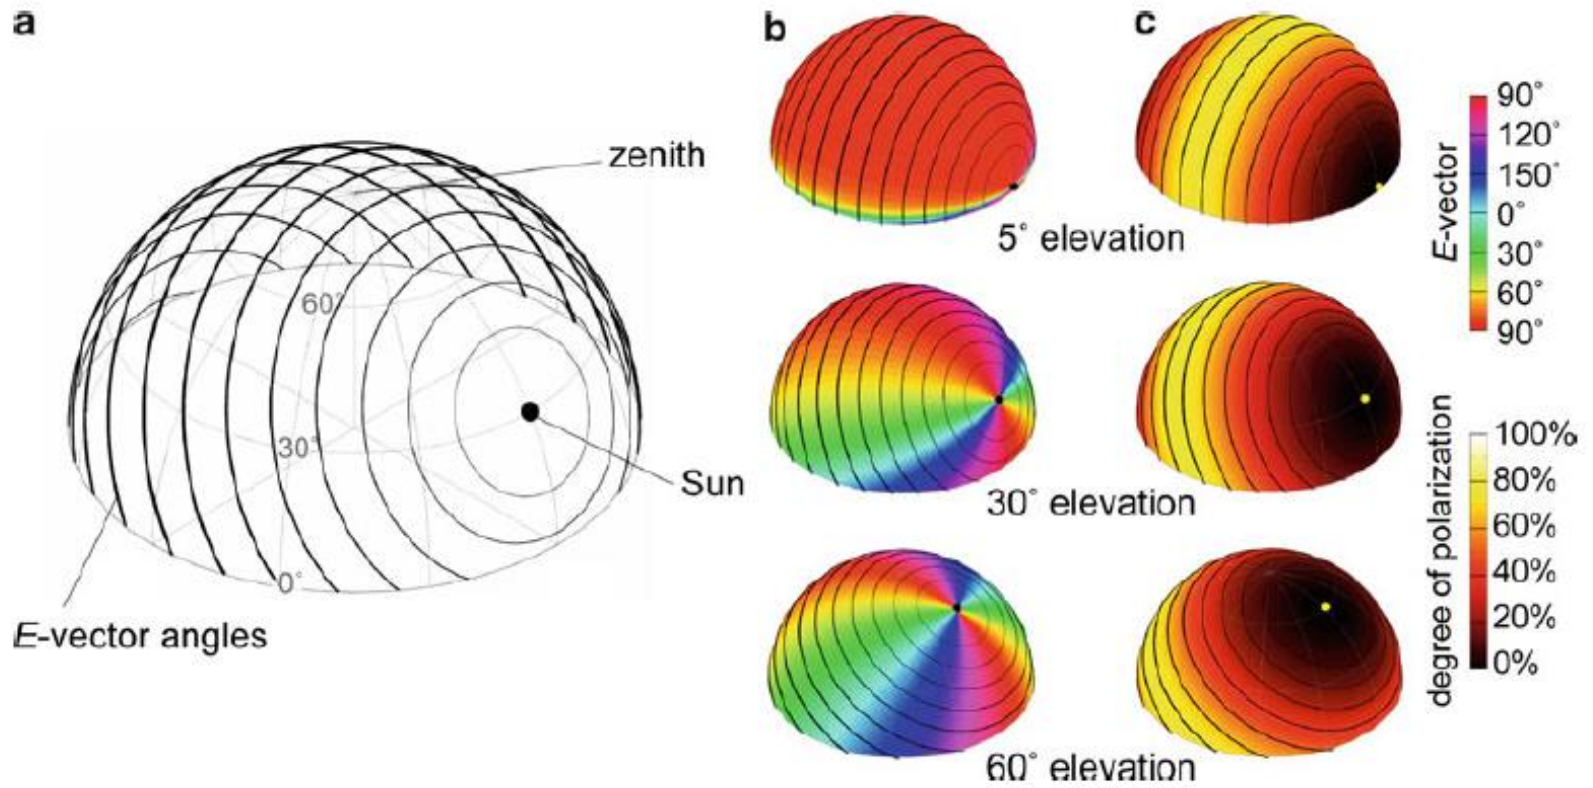 a
zenith
60°
30°
Sun
0°
E-vector angles
b
5° elevation
30° elevation
60° elevation
c
E-vector
90°
120°
150°
0°
30°
60°
90°
degree of polarization
100%
80%
60%
40%
20%
0%